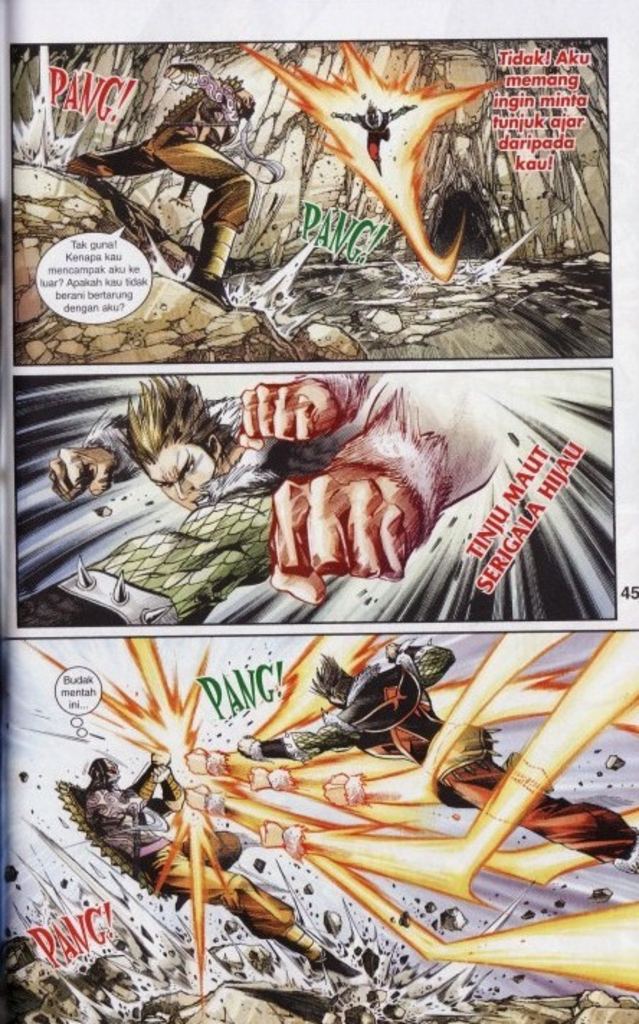 PANG!
Tidak! Aku
memang
ingin minta
tunjuk ajar
daripada
kau!
PANG!
Tak guna!
Kenapa kau
mencampak aku ke
luar? Apakah kau tidak
berani bertarung
dengan aku?
TINJU MAUT
SERIGALA HIJAU
45
Budak
mentah
ini...
PANG!
PANG!